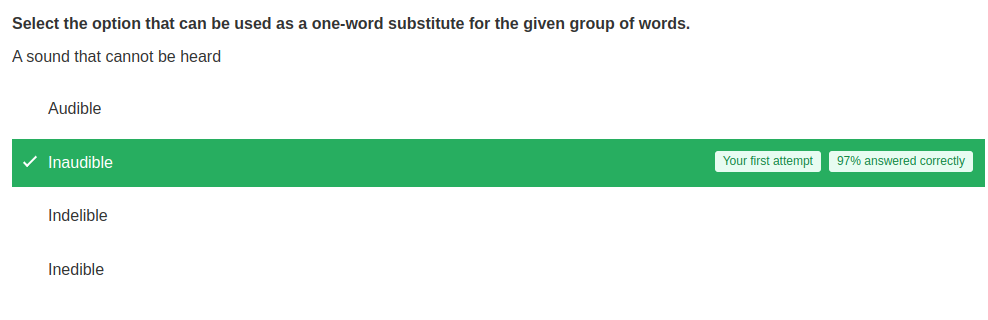 Select the option that can be used as a one-word substitute for the given group of words.
A sound that cannot be heard
Audible
Inaudible Your first attempt 97% answered correctly
Indelible
Inedible